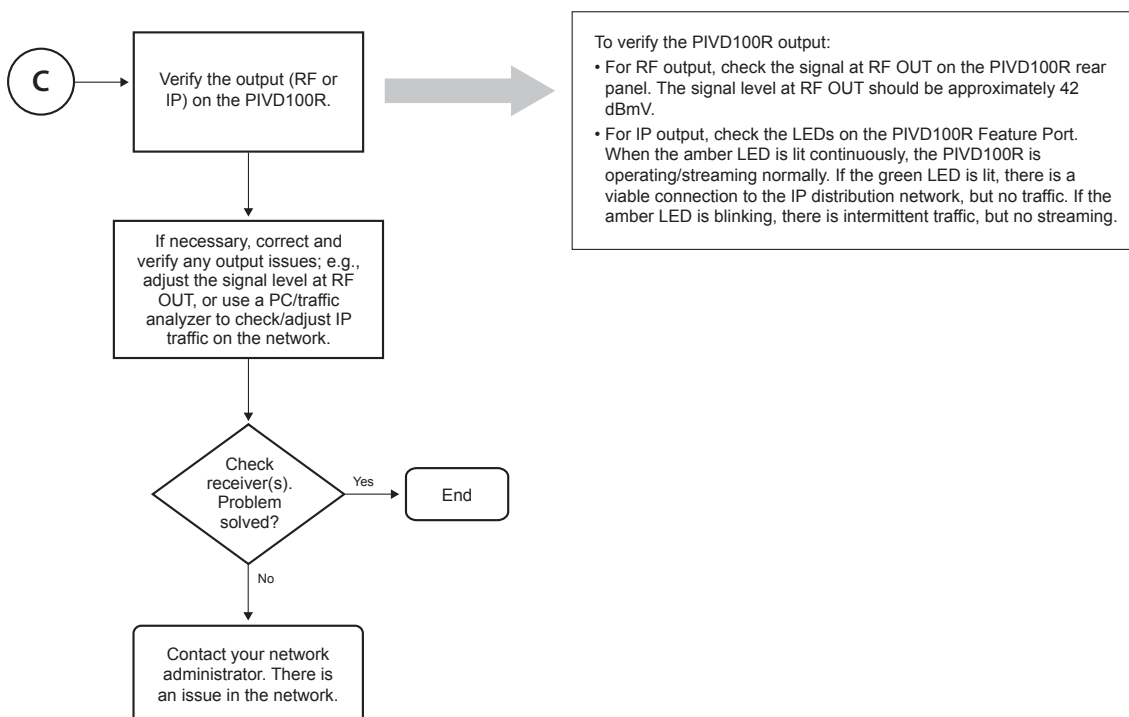 C
Verify the output (RF or
IP) on the PIVD100R.
To verify the PIVD100R output:
• For RF output, check the signal at RF OUT on the PIVD100R rear
panel. The signal level at RF OUT should be approximately 42
dBmV.
• For IP output, check the LEDs on the PIVD100R Feature Port.
When the amber LED is lit continuously, the PIVD100R is
operating/streaming normally. If the green LED is lit, there is a
viable connection to the IP distribution network, but no traffic. If the
amber LED is blinking, there is intermittent traffic, but no streaming.
If necessary, correct and
verify any output issues; e.g.,
adjust the signal level at RF
OUT, or use a PC/traffic
analyzer to check/adjust IP
traffic on the network.
Check
receiver(s).
Problem
solved?
Yes
End
No
Contact your network
administrator. There is
an issue in the network.